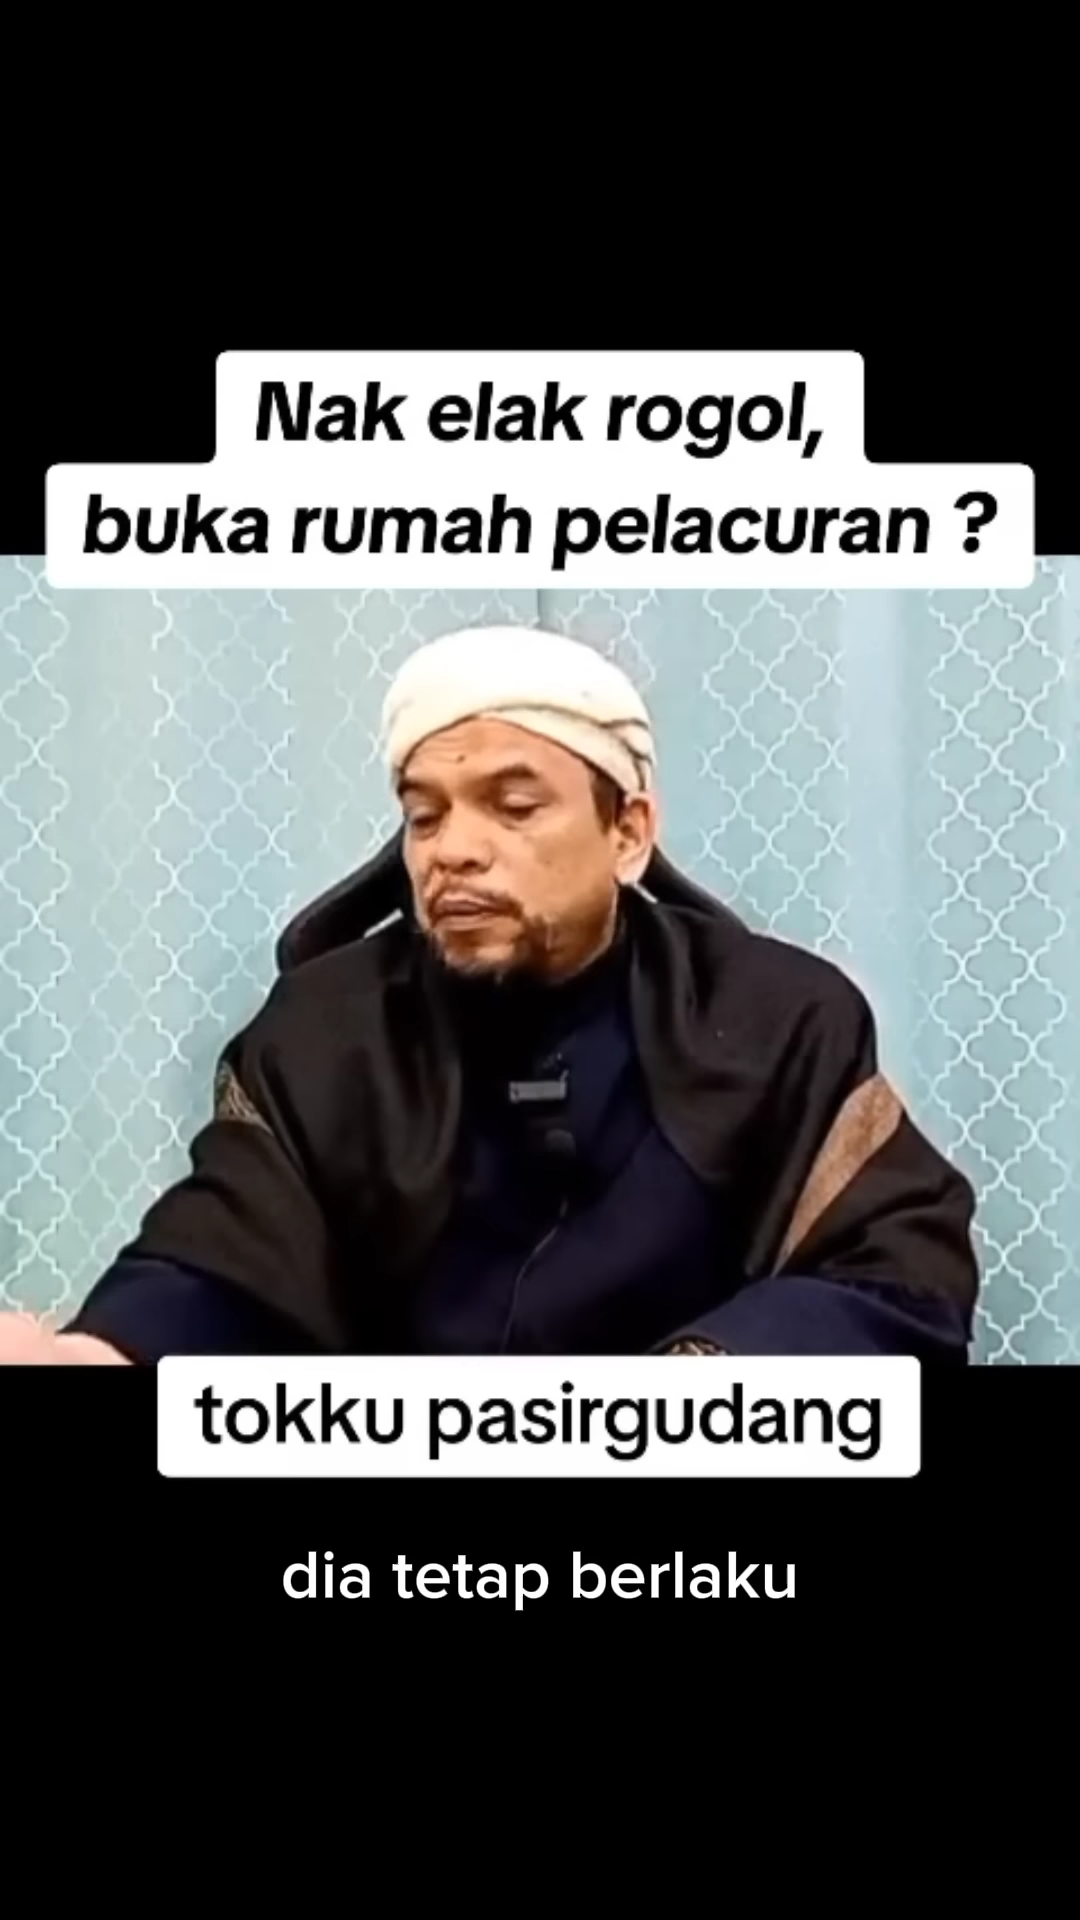 Nak elak rogol,
buka rumah pelacuran ?
tokku pasirgudang
dia tetap berlaku